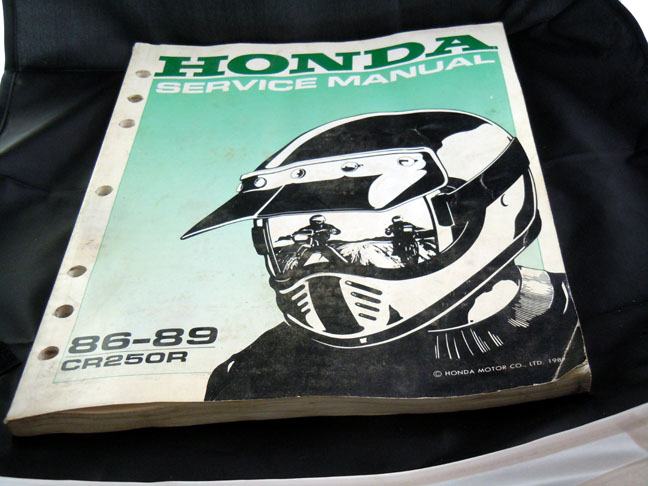 HONDA
SERVICE MANUAL
86-89
CR250R
© HONDA MOTOR CO., LTD.